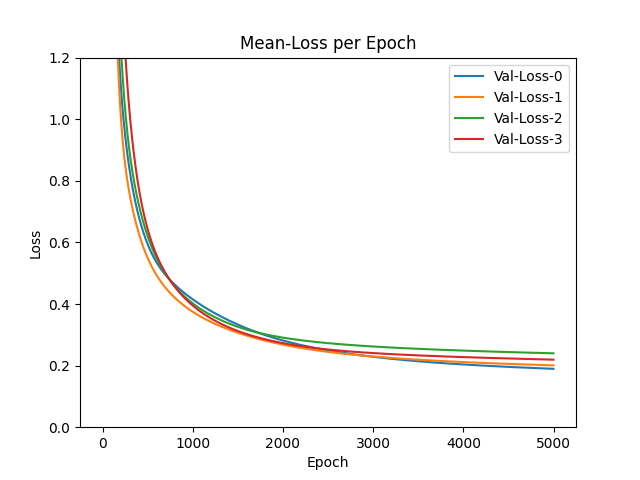 Mean-Loss per Epoch
1.2
1.0
0.8
0.6
0.4
0.2
0.0
Loss
Val-Loss-0
Val-Loss-1
Val-Loss-2
Val-Loss-3
0 1000 2000 3000 4000 5000
Epoch